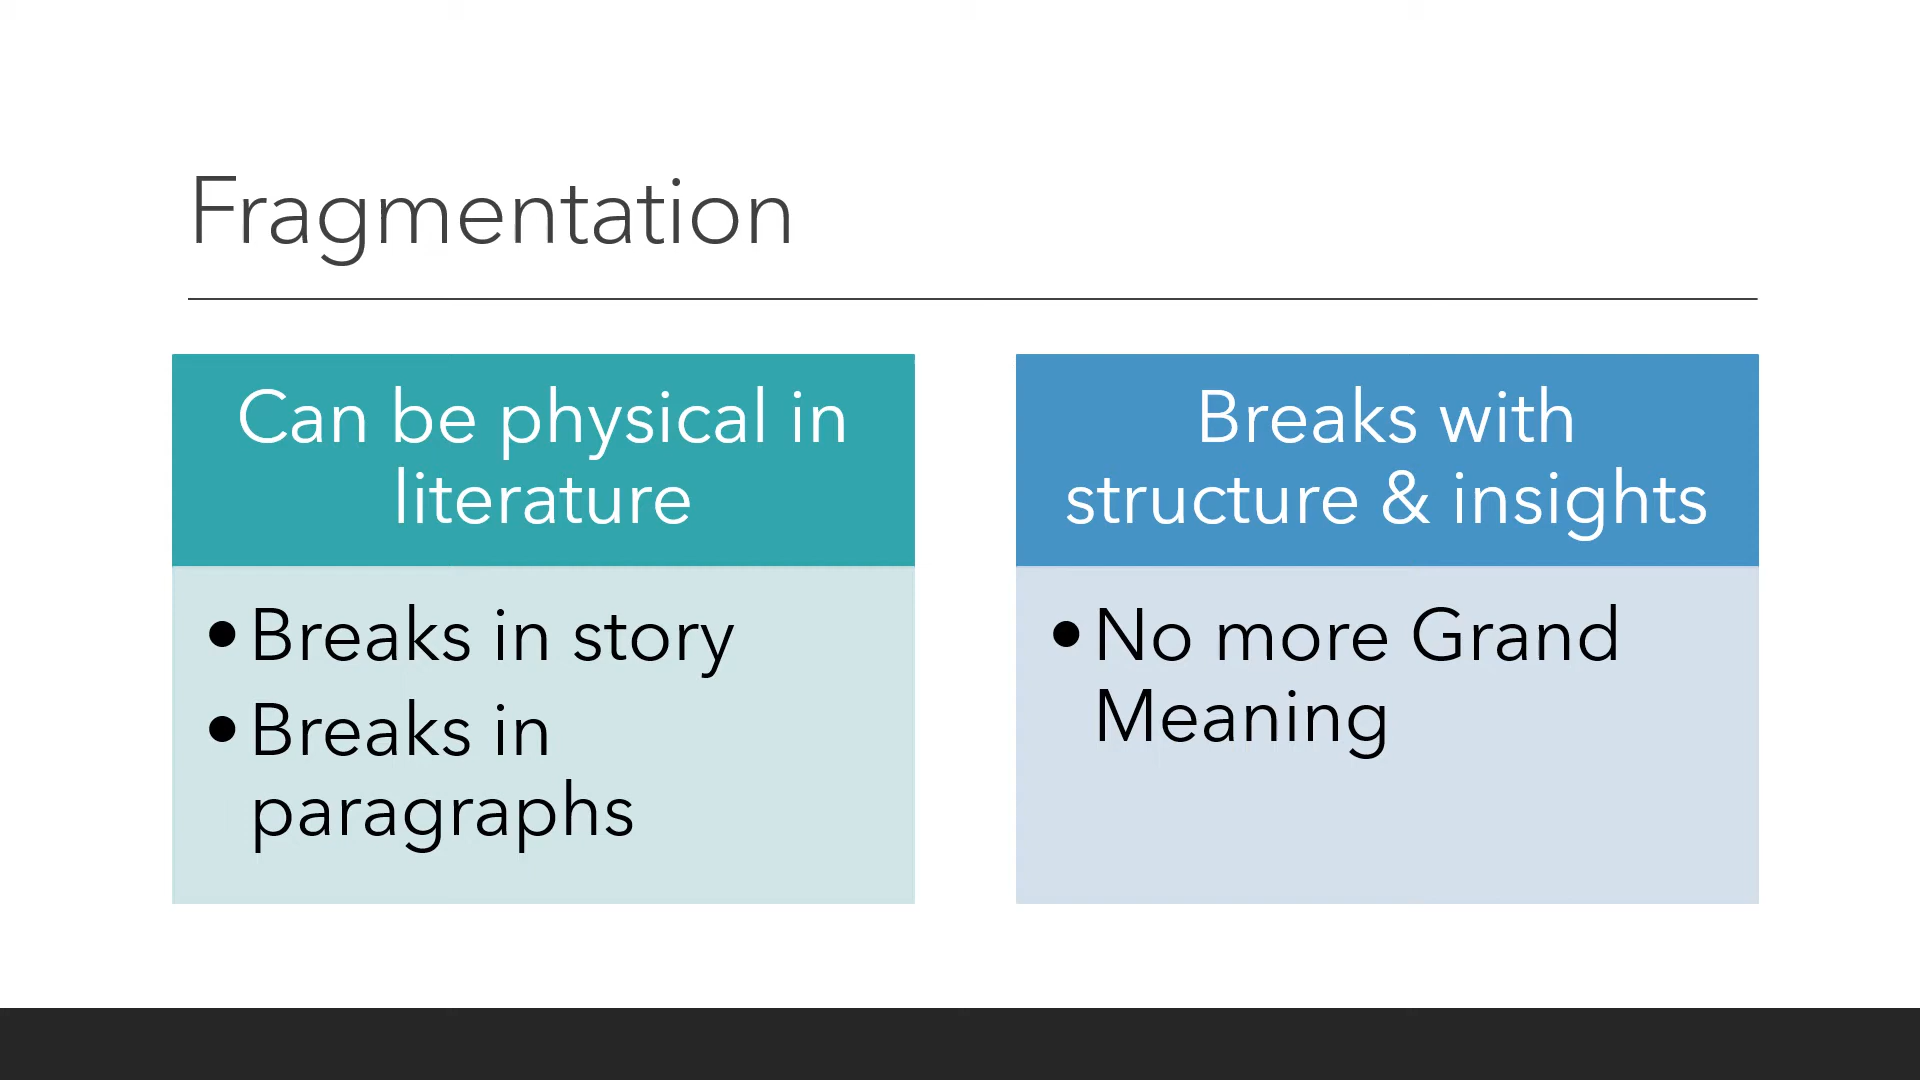 Fragmentation
Can be physical in
literature
•Breaks in story
•Breaks in
paragraphs
Breaks with
structure & insights
•No more Grand
Meaning